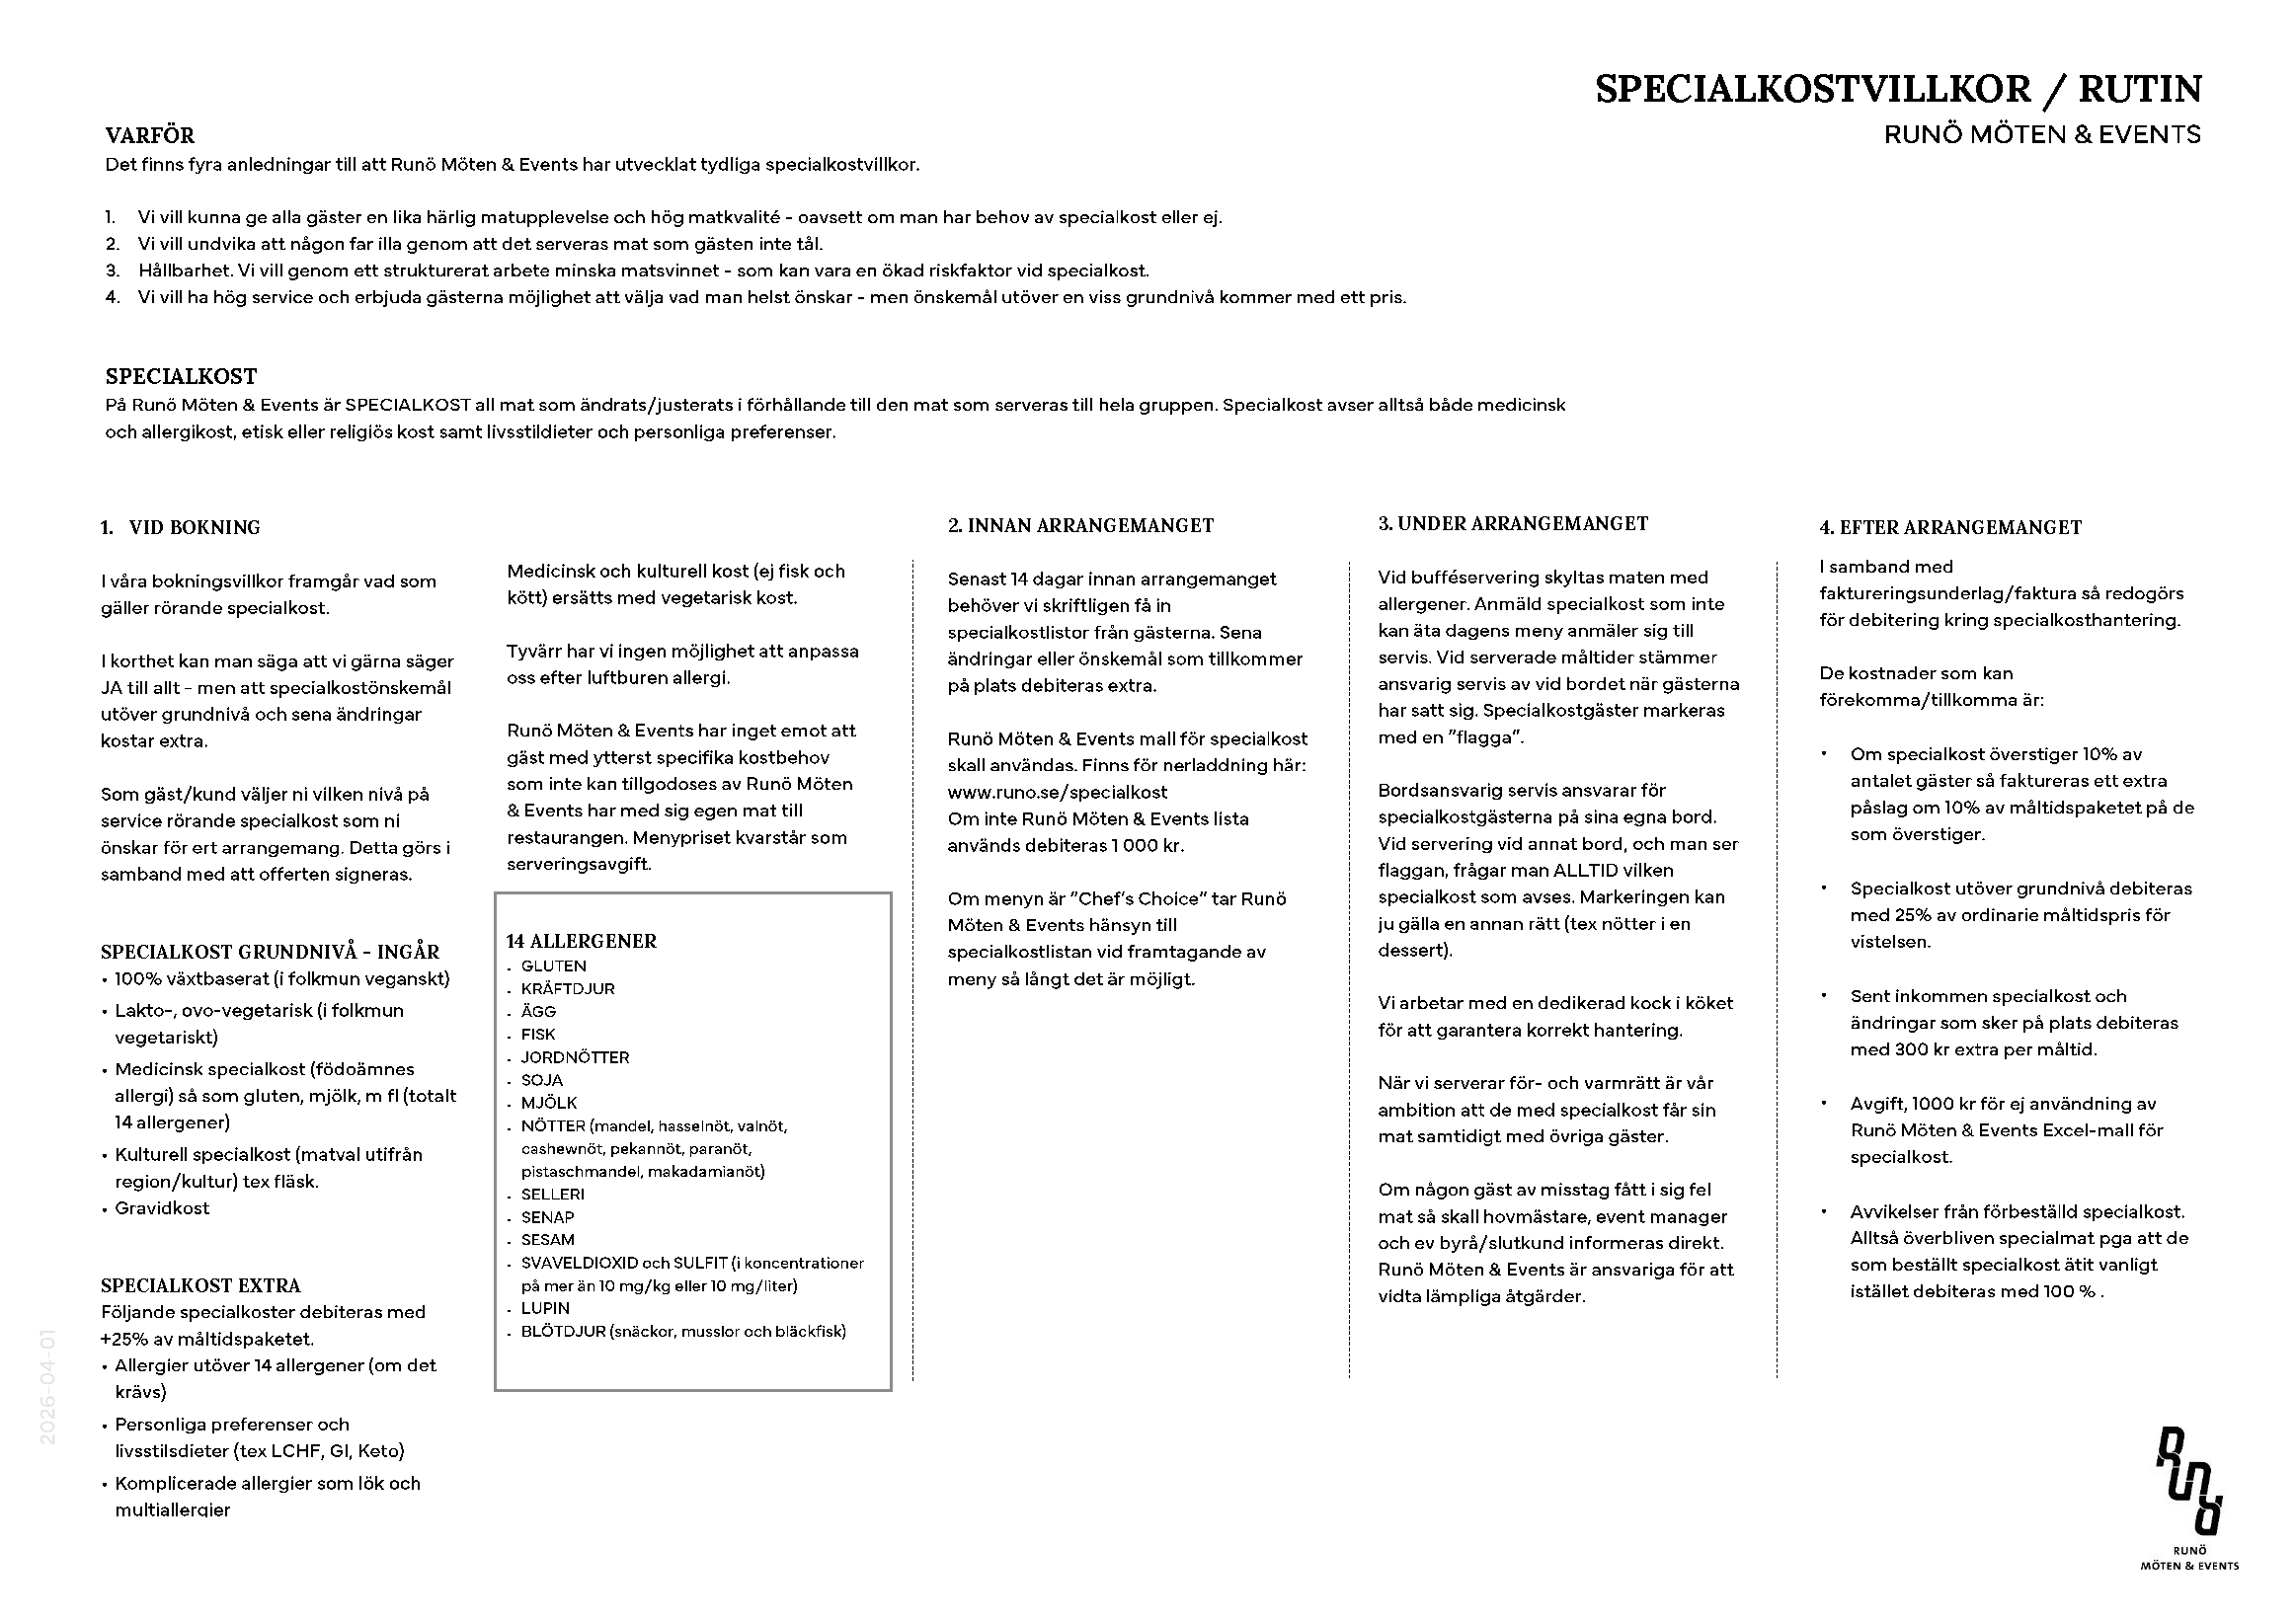 SPECIALKOSTVILLKOR / RUTIN
RUNÖ MÖTEN & EVENTS
VARFÖR
Det finns fyra anledningar till att Runö Möten & Events har utvecklat tydliga specialkostvillkor.
1. Vi vill kunna ge alla gäster en lika härlig matupplevelse och hög matkvalité - oavsett om man har behov av specialkost eller ej.
2. Vi vill undvika att någon far illa genom att det serveras mat som gästen inte tål.
3. Hållbarhet. Vi vill genom ett strukturerat arbete minska matsvinnet - som kan vara en ökad riskfaktor vid specialkost.
4. Vi vill ha hög service och erbjuda gästerna möjlighet att välja vad man helst önskar - men önskemål utöver en viss grundnivå kommer med ett pris.
SPECIALKOST
På Runö Möten & Events är SPECIALKOST all mat som ändrats/justerats i förhållande till den mat som serveras till hela gruppen. Specialkost avser alltså både medicinsk
och allergikost, etisk eller religiös kost samt livsstildieter och personliga preferenser.
1. VID BOKNING
I våra bokningsvillkor framgår vad som
gäller rörande specialkost.
I korthet kan man säga att vi gärna säger
JA till allt - men att specialkostönskemål
utöver grundnivå och sena ändringar
kostar extra.
Som gäst/kund väljer ni vilken nivå på
service rörande specialkost som ni
önskar för ert arrangemang. Detta görs i
samband med att offerten signeras.
SPECIALKOST GRUNDNIVÅ - INGÅR
• 100% växtbaserat (i folkmun veganskt)
• Lakto-, ovo-vegetarisk (i folkmun
vegetariskt)
• Medicinsk specialkost (födoämnes
allergi) så som gluten, mjölk, m fl (totalt
14 allergener)
• Kulturell specialkost (matval utifrån
region/kultur) tex fläsk.
• Gravidkost
SPECIALKOST EXTRA
Följande specialkoster debiteras med
+25% av måltidspaketet.
• Allergier utöver 14 allergener (om det
krävs)
• Personliga preferenser och
livsstilsdieter (tex LCHF, GI, Keto)
• Komplicerade allergier som lök och
multiallergier
Medicinsk och kulturell kost (ej fisk och
kött) ersätts med vegetarisk kost.
Tyvärr har vi ingen möjlighet att anpassa
oss efter luftburen allergi.
Runö Möten & Events har inget emot att
gäst med ytterst specifika kostbehov
som inte kan tillgodoses av Runö Möten
& Events har med sig egen mat till
restaurangen. Menypriset kvarstår som
serveringsavgift.
14 ALLERGENER
• GLUTEN
• KRÄFTDJUR
• ÄGG
• FISK
• JORDNÖTTER
• SOJA
• MJÖLK
• NÖTTER (mandel, hasselnöt, valnöt,
cashewnöt, pekannöt, paranöt,
pistaschmandel, makadamianöt)
• SELLERI
• SENAP
• SESAM
• SVAVELDIOXID och SULFIT (i koncentrationer
på mer än 10 mg/kg eller 10 mg/liter)
• LUPIN
• BLÖTDJUR (snäckor, musslor och bläckfisk)
2. INNAN ARRANGEMANGET
Senast 14 dagar innan arrangemanget
behöver vi skriftligen få in
specialkostlistor från gästerna. Sena
ändringar eller önskemål som tillkommer
på plats debiteras extra.
Runö Möten & Events mall för specialkost
skall användas. Finns för nerladdning här:
www.runo.se/specialkost
Om inte Runö Möten & Events lista
används debiteras 1 000 kr.
Om menyn är ”Chef’s Choice” tar Runö
Möten & Events hänsyn till
specialkostlistan vid framtagande av
meny så långt det är möjligt.
3. UNDER ARRANGEMANGET
Vid bufféservering skyltas maten med
allergener. Anmäld specialkost som inte
kan äta dagens meny anmäler sig till
servis. Vid serverade måltider stämmer
ansvarig servis av vid bordet när gästerna
har satt sig. Specialkostgäster markeras
med en ”flagga”.
Bordsansvarig servis ansvarar för
specialkostgästerna på sina egna bord.
Vid servering vid annat bord, och man ser
flaggan, frågar man ALLTID vilken
specialkost som avses. Markeringen kan
ju gälla en annan rätt (tex nötter i en
dessert).
Vi arbetar med en dedikerad kock i köket
för att garantera korrekt hantering.
När vi serverar för- och varmrätt är vår
ambition att de med specialkost får sin
mat samtidigt med övriga gäster.
Om någon gäst av misstag fått i sig fel
mat så skall hovmästare, event manager
och ev byrå/slutkund informeras direkt.
Runö Möten & Events är ansvariga för att
vidta lämpliga åtgärder.
4. EFTER ARRANGEMANGET
I samband med
faktureringsunderlag/faktura så redogörs
för debitering kring specialkosthantering.
De kostnader som kan
förekomma/tillkomma är:
• Om specialkost överstiger 10% av
antalet gäster så faktureras ett extra
påslag om 10% av måltidspaketet på de
som överstiger.
• Specialkost utöver grundnivå debiteras
med 25% av ordinarie måltidspris för
vistelsen.
• Sent inkommen specialkost och
ändringar som sker på plats debiteras
med 300 kr extra per måltid.
• Avgift, 1000 kr för ej användning av
Runö Möten & Events Excel-mall för
specialkost.
• Avvikelser från förbeställd specialkost.
Alltså överbliven specialmat pga att de
som beställt specialkost ätit vanligt
istället debiteras med 100 % .
2026-04-01
RUNÖ
RUNÖ
MÖTEN & EVENTS